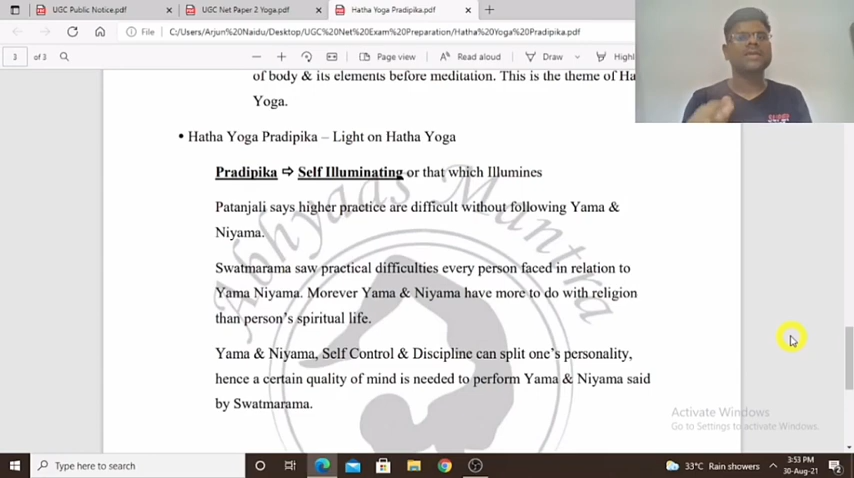 UGC Public Notice.pdf
UGC Net Paper 2 Yoga.pdf
Hatha Yoga Pradipika.pdf
File
C:/Users/Arjun%20Naidu/Desktop/UGC%20Net%20Exam%20Preparation/Hatha%20Yoga%20Pradipika.pdf
3 of 3
Page view
Read aloud
Draw
Highl
of body & its elements before meditation. This is the theme of Ha
Yoga.
• Hatha Yoga Pradipika – Light on Hatha Yoga
Pradipika ⇨ Self Illuminating or that which Illumines
Patanjali says higher practice are difficult without following Yama &
Niyama.
Swatmarama saw practical difficulties every person faced in relation to
Yama Niyama. Morever Yama & Niyama have more to do with religion
than person's spiritual life.
Yama & Niyama, Self Control & Discipline can split one's personality,
hence a certain quality of mind is needed to perform Yama & Niyama said
by Swatmarama.
Abhyaas Mantra
SUPER
Activate Windows
Go to Settings to activate Windows.
Type here to search
33°C Rain showers
3:53 PM
30-Aug-21
2